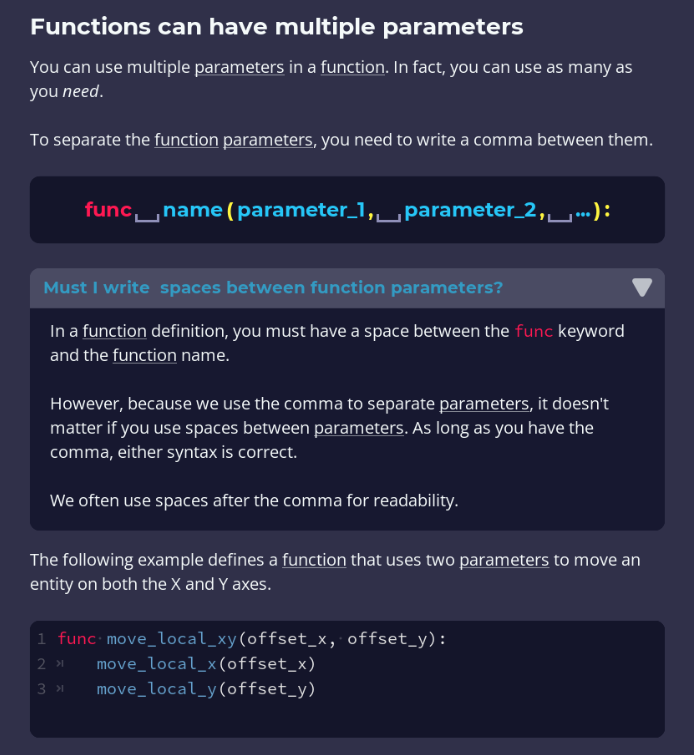 Functions can have multiple parameters
You can use multiple parameters in a function. In fact, you can use as many as
you need.
To separate the function parameters, you need to write a comma between them.
func name(parameter_1, parameter_2, ...):
Must I write  spaces between function parameters?
In a function definition, you must have a space between the func keyword
and the function name.
However, because we use the comma to separate parameters, it doesn't
matter if you use spaces between parameters. As long as you have the
comma, either syntax is correct.
We often use spaces after the comma for readability.
The following example defines a function that uses two parameters to move an
entity on both the X and Y axes.
1 func move_local_xy(offset_x, offset_y):
2     move_local_x(offset_x)
3     move_local_y(offset_y)